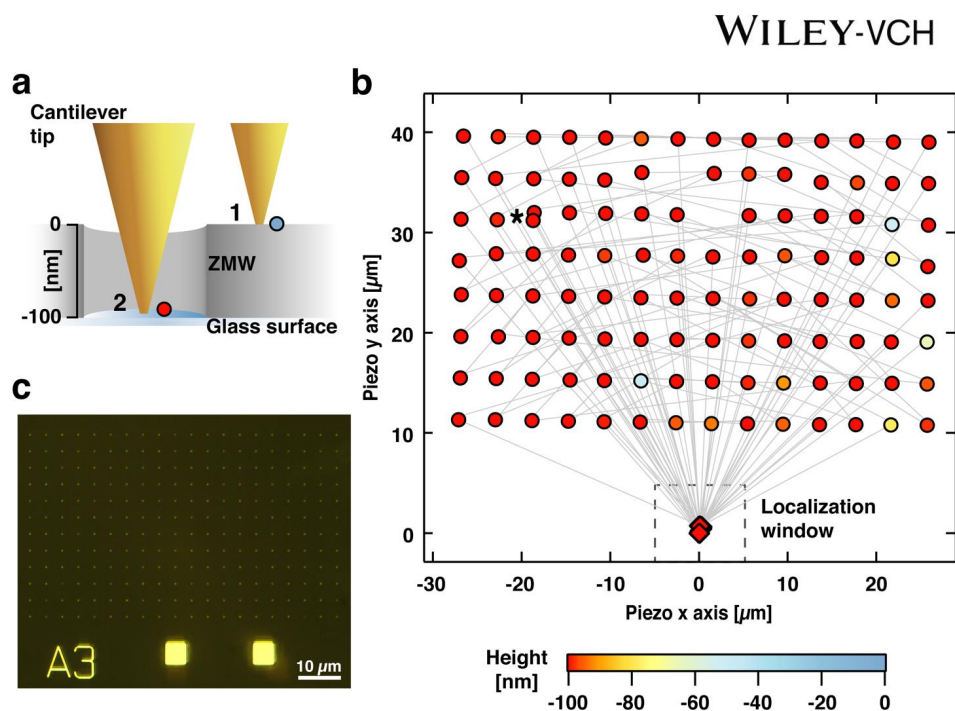 WILEY-VCH
a
Cantilever
tip
1
0
[nm]
ZMW
2
-100
Glass surface
b
Piezo y axis [μm]
40
30
20
10
0
*
Localization
window
-30
-20
-10
0
10
20
Piezo x axis [μm]
Height
[nm]
-100
-80
-60
-40
-20
0
c
A3
10 μm